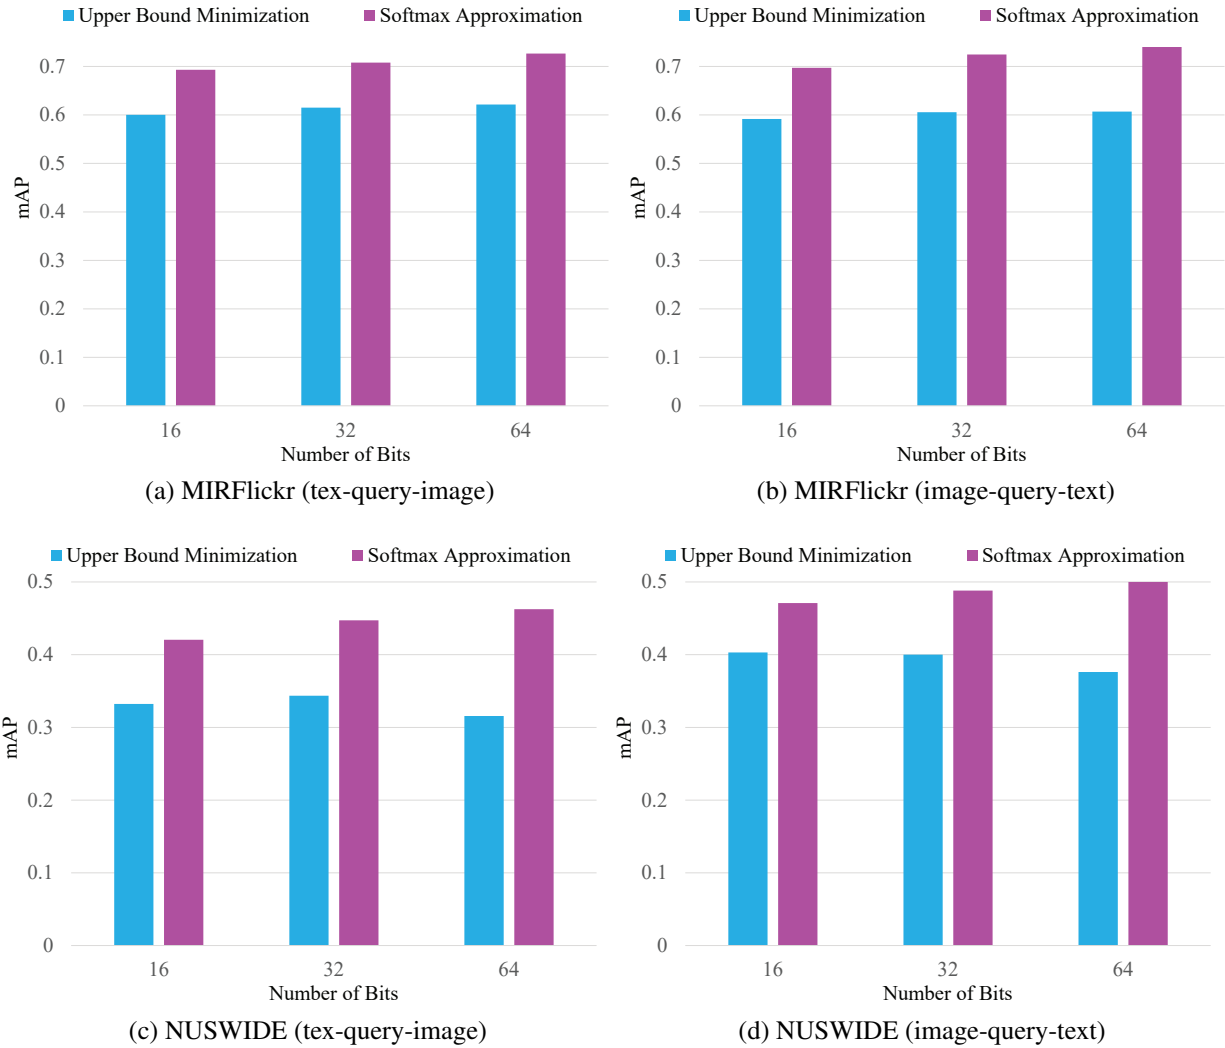 Upper Bound Minimization Softmax Approximation
0.7
0.6
0.5
0.4
0.3
0.2
0.1
0
mAP
16 32 64
Number of Bits
(a) MIRFlickr (tex-query-image)
Upper Bound Minimization Softmax Approximation
0.7
0.6
0.5
0.4
0.3
0.2
0.1
0
mAP
16 32 64
Number of Bits
(b) MIRFlickr (image-query-text)
Upper Bound Minimization Softmax Approximation
0.5
0.4
0.3
0.2
0.1
0
mAP
16 32 64
Number of Bits
(c) NUSWIDE (tex-query-image)
Upper Bound Minimization Softmax Approximation
0.5
0.4
0.3
0.2
0.1
0
mAP
16 32 64
Number of Bits
(d) NUSWIDE (image-query-text)